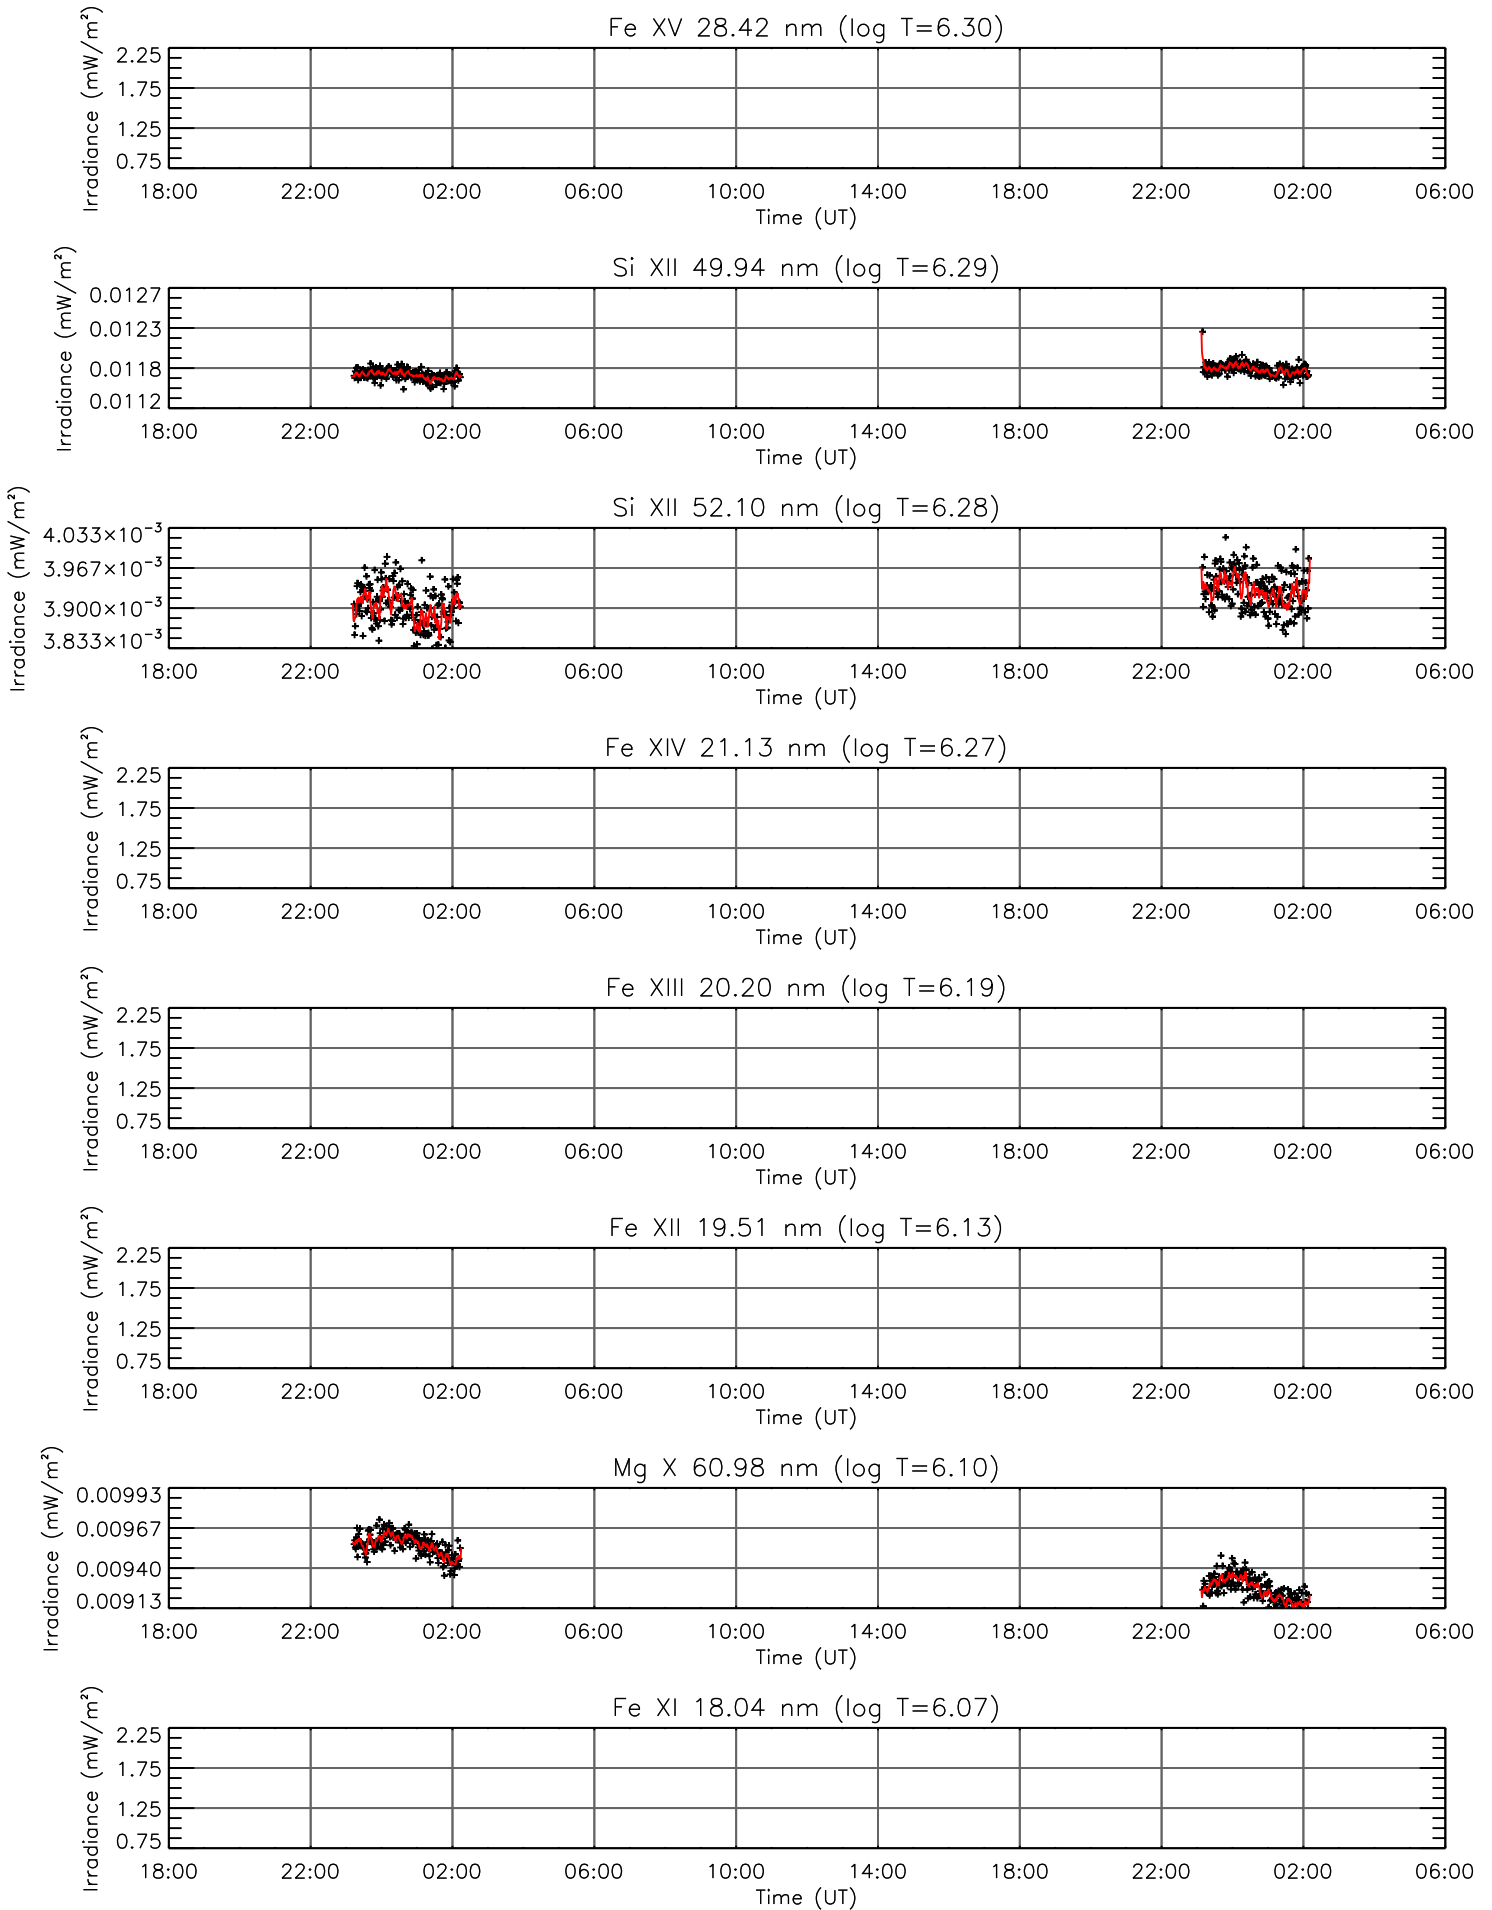 Fe XV 28.42 nm (log T=6.30)
Irradiance (mW/m²)
2.25
1.75
1.25
0.75
18:00 22:00 02:00 06:00 10:00 14:00 18:00 22:00 02:00 06:00
Time (UT)
Si XII 49.94 nm (log T=6.29)
Irradiance (mW/m²)
0.0127
0.0123
0.0118
0.0112
18:00 22:00 02:00 06:00 10:00 14:00 18:00 22:00 02:00 06:00
Time (UT)
Si XII 52.10 nm (log T=6.28)
Irradiance (mW/m²)
4.033×10⁻³
3.967×10⁻³
3.900×10⁻³
3.833×10⁻³
18:00 22:00 02:00 06:00 10:00 14:00 18:00 22:00 02:00 06:00
Time (UT)
Fe XIV 21.13 nm (log T=6.27)
Irradiance (mW/m²)
2.25
1.75
1.25
0.75
18:00 22:00 02:00 06:00 10:00 14:00 18:00 22:00 02:00 06:00
Time (UT)
Fe XIII 20.20 nm (log T=6.19)
Irradiance (mW/m²)
2.25
1.75
1.25
0.75
18:00 22:00 02:00 06:00 10:00 14:00 18:00 22:00 02:00 06:00
Time (UT)
Fe XII 19.51 nm (log T=6.13)
Irradiance (mW/m²)
2.25
1.75
1.25
0.75
18:00 22:00 02:00 06:00 10:00 14:00 18:00 22:00 02:00 06:00
Time (UT)
Mg X 60.98 nm (log T=6.10)
Irradiance (mW/m²)
0.00993
0.00967
0.00940
0.00913
18:00 22:00 02:00 06:00 10:00 14:00 18:00 22:00 02:00 06:00
Time (UT)
Fe XI 18.04 nm (log T=6.07)
Irradiance (mW/m²)
2.25
1.75
1.25
0.75
18:00 22:00 02:00 06:00 10:00 14:00 18:00 22:00 02:00 06:00
Time (UT)